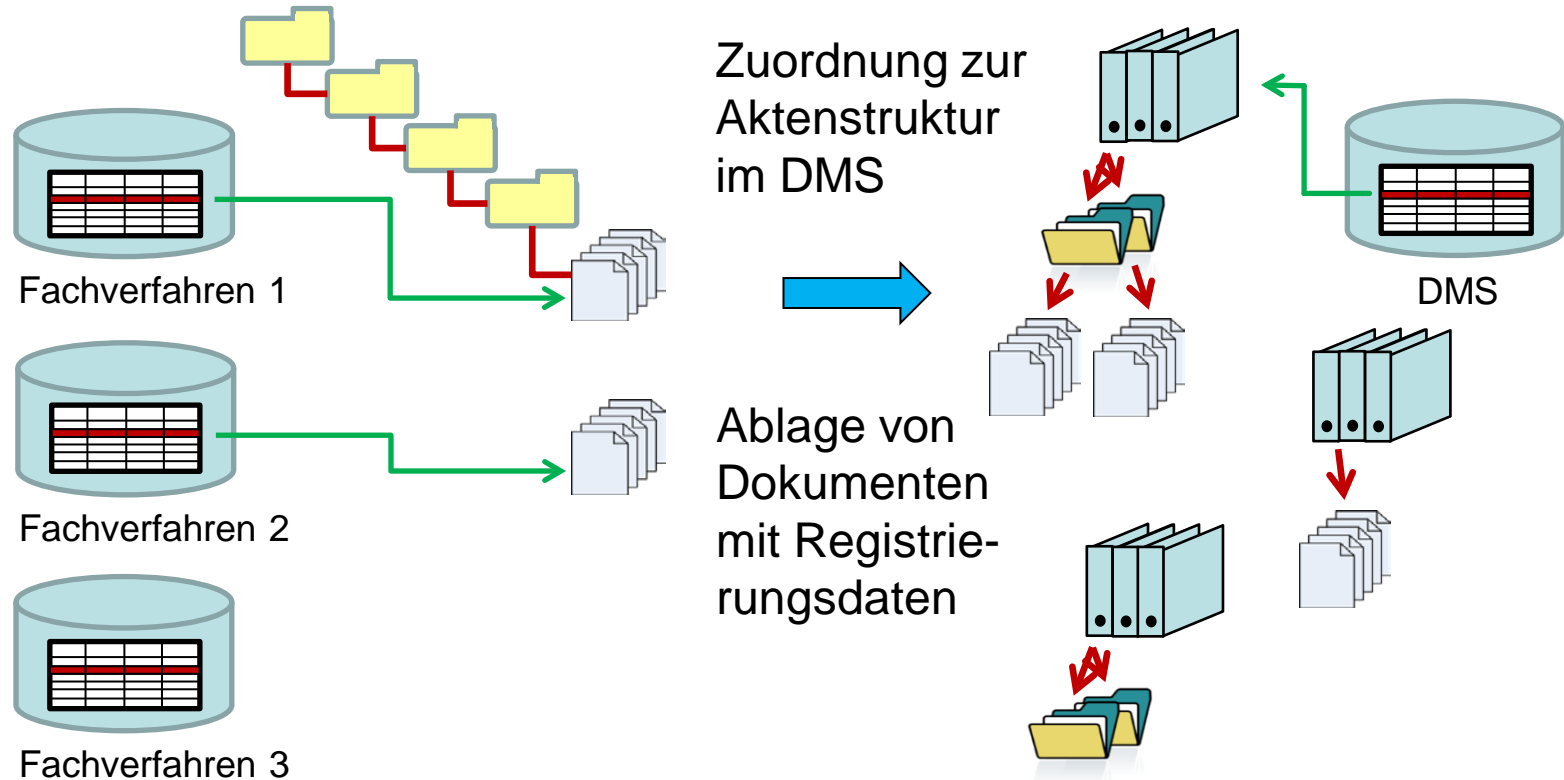 Zuordnung zur
Aktenstruktur
im DMS
Fachverfahren 1
DMS
Ablage von
Dokumenten
mit Registrie-
rungsdaten
Fachverfahren 2
Fachverfahren 3